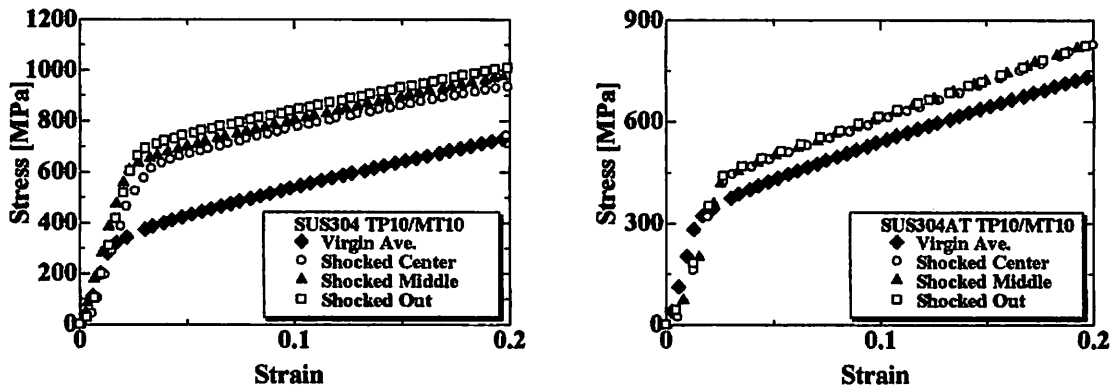 1200
1000
800
600
400
200
0
0
0.1
0.2
Stress [MPa]
Strain
SUS304 TP10/MT10
Virgin Ave.
Shocked Center
Shocked Middle
Shocked Out
900
600
300
0
0
0.1
0.2
Stress [MPa]
Strain
SUS304AT TP10/MT10
Virgin Ave.
Shocked Center
Shocked Middle
Shocked Out